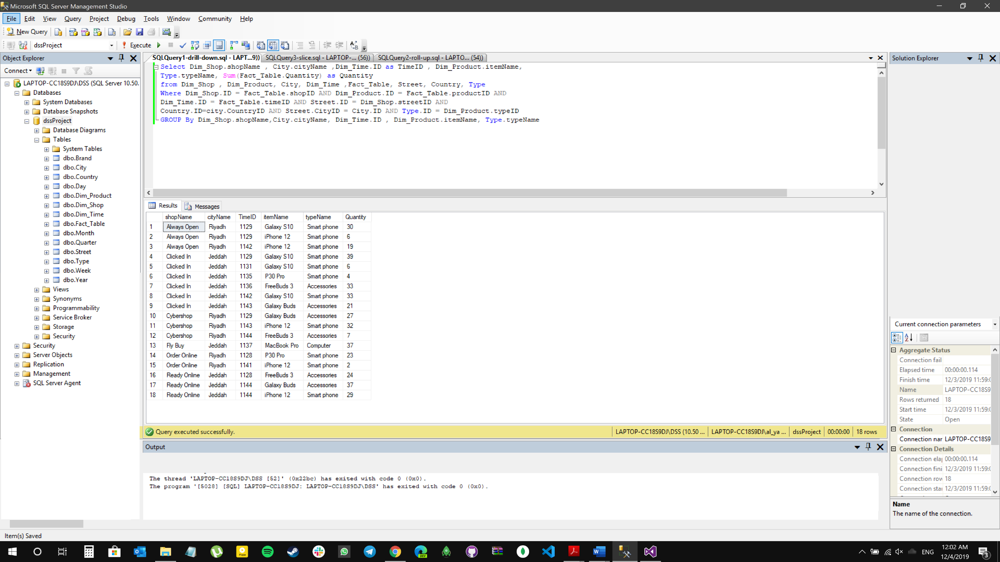 Microsoft SQL Server Management Studio
File Edit View Query Project Debug Tools Window Community Help
New Query
dssProject Execute
Object Explorer
Connect
LAPTOP-CC18S9DJ\DSS (SQL Server 10.50.
Databases
System Databases
Database Snapshots
dssProject
Database Diagrams
Tables
System Tables
dbo.Brand
dbo.City
dbo.Country
dbo.Day
dbo.Dim_Product
dbo.Dim_Shop
dbo.Dim_Time
dbo.Fact_Table
dbo.Month
dbo.Quarter
dbo.Street
dbo.Type
dbo.Week
dbo.Year
Views
Synonyms
Programmability
Service Broker
Storage
Security
Security
Server Objects
Replication
Management
SQL Server Agent
SQLQuery1-drill-down.sql - LAPT...9)) SQLQuery3-slice.sql - LAPTOP-... (56)) SQLQuery2-roll-up.sql - LAPTO... (54))
Select Dim_Shop.shopName , City.cityName ,Dim_Time.ID as TimeID , Dim_Product.itemName,
Type.typeName, Sum(Fact_Table.Quantity) as Quantity
from Dim_Shop , Dim_Product, City, Dim_Time ,Fact_Table, Street, Country, Type
Where Dim_Shop.ID = Fact_Table.shopID AND Dim_Product.ID = Fact_Table.productID AND
Dim_Time.ID = Fact_Table.timeID AND Street.ID = Dim_Shop.streetID AND
Country.ID=city.CountryID AND Street.CityID = City.ID AND Type.ID = Dim_Product.typeID
GROUP By Dim_Shop.shopName,City.cityName, Dim_Time.ID , Dim_Product.itemName, Type.typeName
Results Messages
shopName cityName TimeID itemName typeName Quantity
1 Always Open Riyadh 1129 Galaxy S10 Smart phone 30
2 Always Open Riyadh 1129 iPhone 12 Smart phone 6
3 Always Open Riyadh 1142 iPhone 12 Smart phone 19
4 Clicked In Jeddah 1129 Galaxy S10 Smart phone 39
5 Clicked In Jeddah 1131 Galaxy S10 Smart phone 6
6 Clicked In Jeddah 1135 P30 Pro Smart phone 4
7 Clicked In Jeddah 1136 FreeBuds 3 Accessories 33
8 Clicked In Jeddah 1142 Galaxy S10 Smart phone 33
9 Clicked In Jeddah 1143 Galaxy Buds Accessories 21
10 Cybershop Riyadh 1129 Galaxy Buds Accessories 27
11 Cybershop Riyadh 1143 iPhone 12 Smart phone 32
12 Cybershop Riyadh 1144 FreeBuds 3 Accessories 7
13 Fly Buy Jeddah 1137 MacBook Pro Computer 37
14 Order Online Riyadh 1128 P30 Pro Smart phone 23
15 Order Online Riyadh 1141 iPhone 12 Smart phone 2
16 Ready Online Jeddah 1128 FreeBuds 3 Accessories 24
17 Ready Online Jeddah 1144 Galaxy Buds Accessories 37
18 Ready Online Jeddah 1144 iPhone 12 Smart phone 29
Query executed successfully. LAPTOP-CC18S9DJ\DSS (10.50 ... LAPTOP-CC18S9DJ\al_ya ... dssProject 00:00:00 18 rows
Output
The thread 'LAPTOP-CC18S9DJ\DSS [52]' (0x22bc) has exited with code 0 (0x0).
The program '[5028] [SQL] LAPTOP-CC18S9DJ: LAPTOP-CC18S9DJ\DSS' has exited with code 0 (0x0).
Solution Explorer
Current connection parameters
Aggregate Status
Connection fail
Elapsed time 00:00:00.114
Finish time 12/3/2019 11:59:0
Name LAPTOP-CC18S9
Rows returned 18
Start time 12/3/2019 11:59:0
State Open
Connection
Connection nar LAPTOP-CC18S9
Connection Details
Connection elap 00:00:00.114
Connection fini 12/3/2019 11:59:0
Connection row 18
Connection star 12/3/2019 11:59:0
Name
The name of the connection.
Item(s) Saved
ENG
12:02 AM
12/4/2019
3